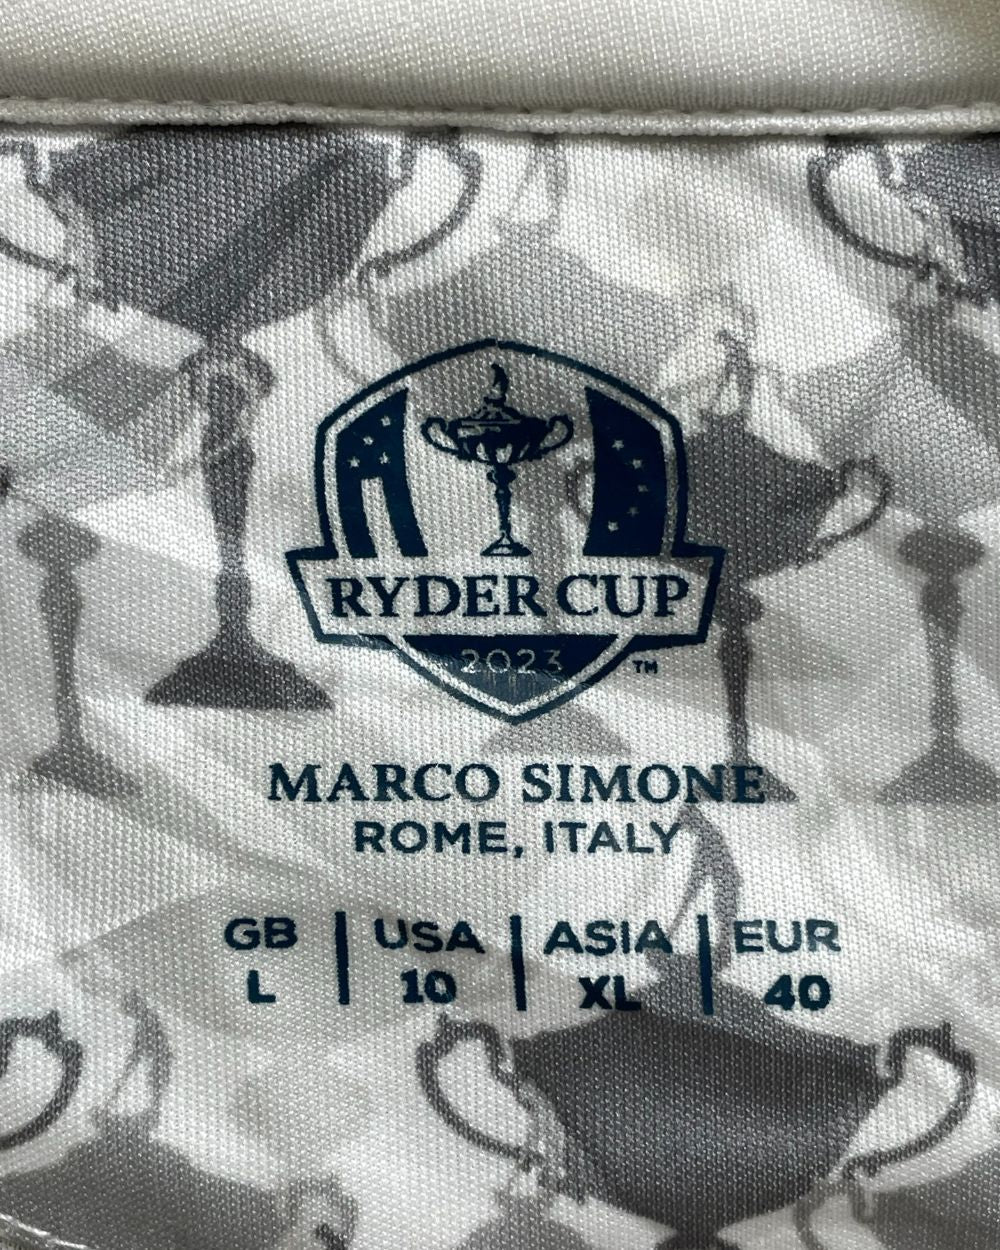 RYDER CUP
2023
TM
MARCO SIMONE
ROME, ITALY
GB | USA | ASIA | EUR
L | 10 | XL | 40